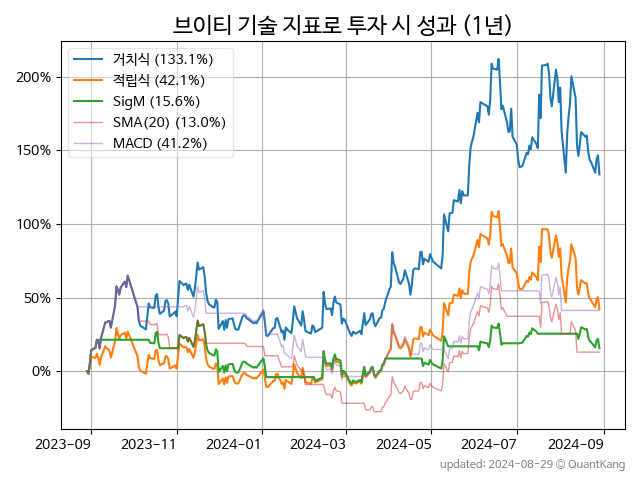 브이티 기술 지표로 투자 시 성과 (1년)
거치식 (133.1%)
적립식 (42.1%)
SigM (15.6%)
SMA(20) (13.0%)
MACD (41.2%)
200%
150%
100%
50%
0%
2023-09 2023-11 2024-01 2024-03 2024-05 2024-07 2024-09
updated: 2024-08-29 © QuantKang